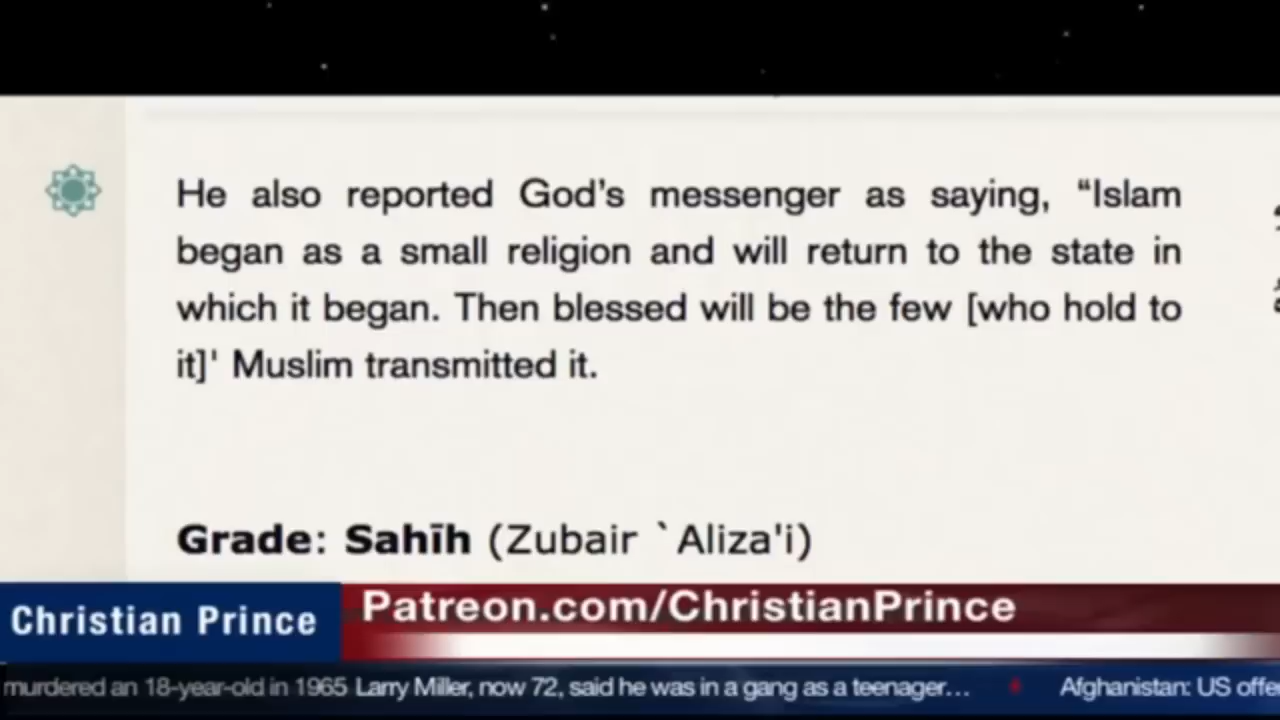 He also reported God's messenger as saying, “Islam
began as a small religion and will return to the state in
which it began. Then blessed will be the few [who hold to
it]' Muslim transmitted it.
Grade: Sahīh (Zubair `Aliza'i)
Christian Prince
Patreon.com/ChristianPrince
murdered an 18-year-old in 1965 Larry Miller, now 72, said he was in a gang as a teenager... Afghanistan: US offe